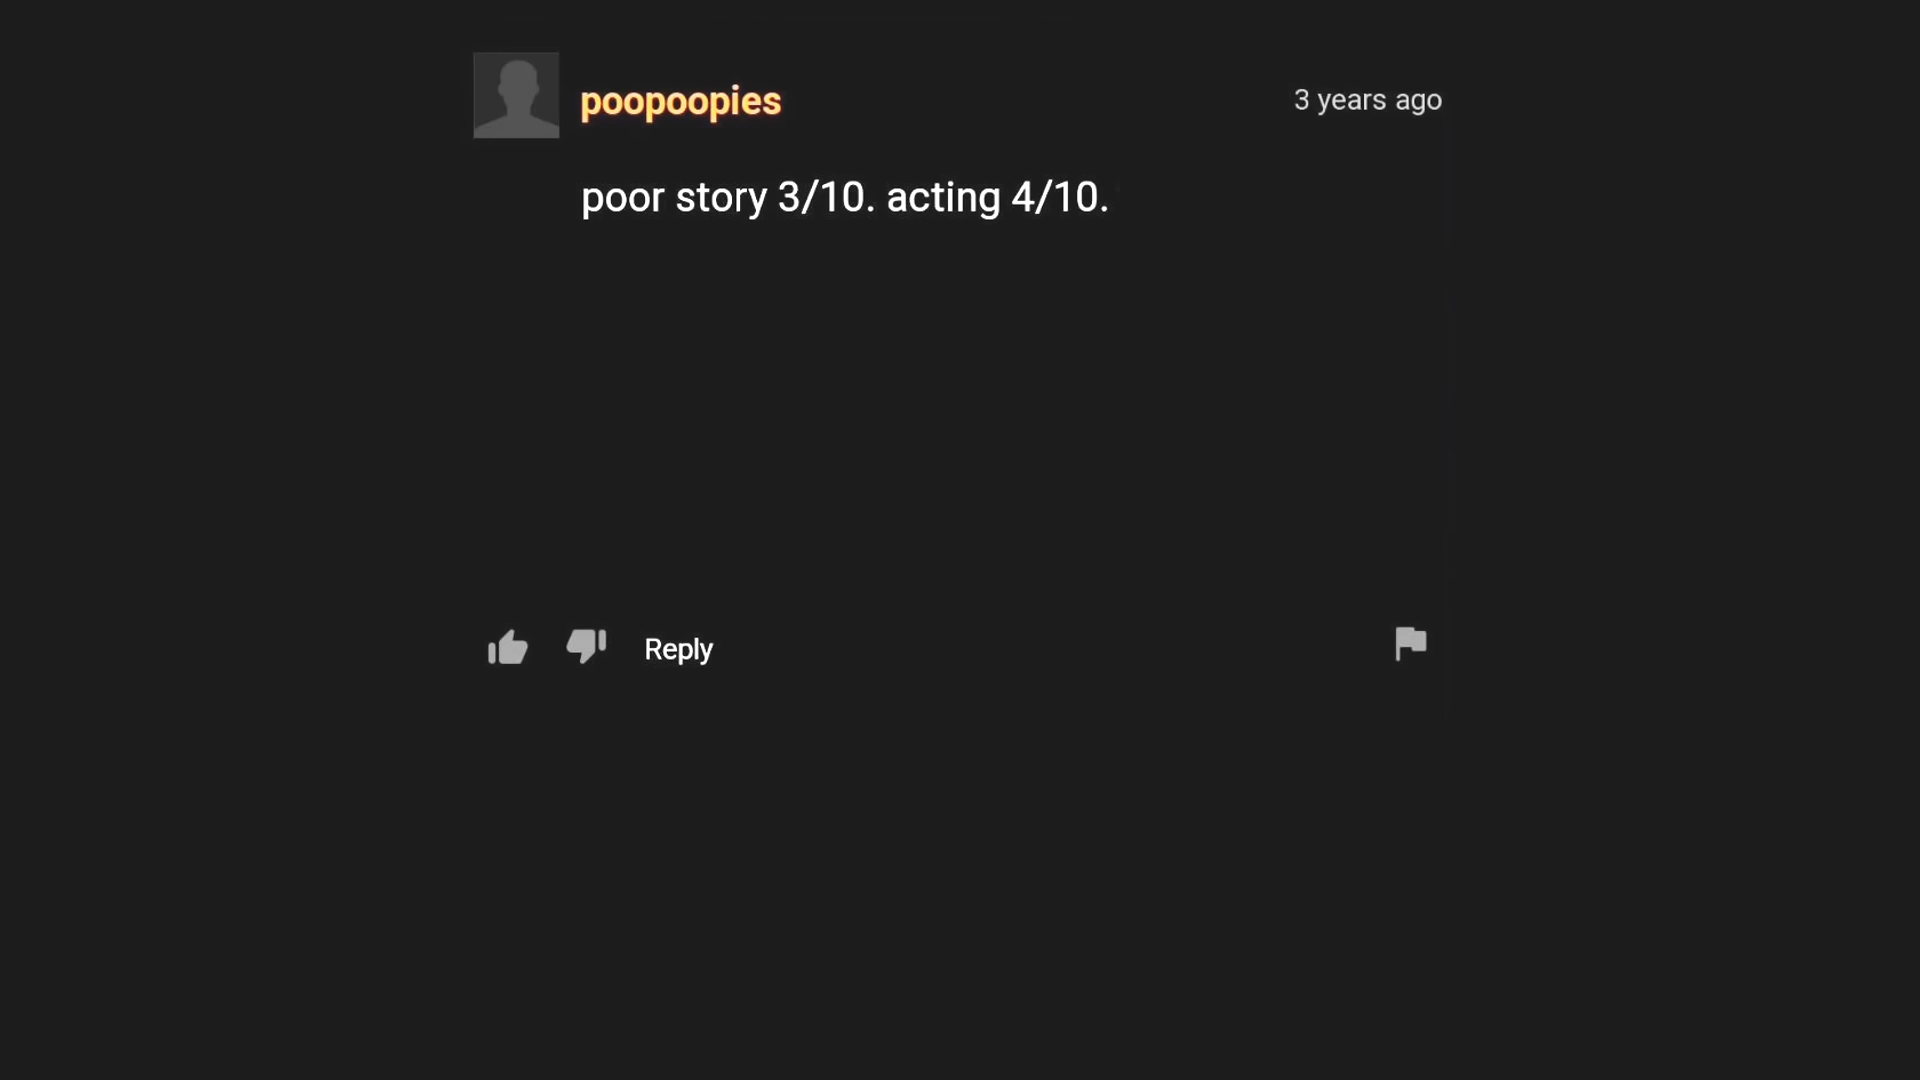 poopoopies
3 years ago
poor story 3/10. acting 4/10.
Reply